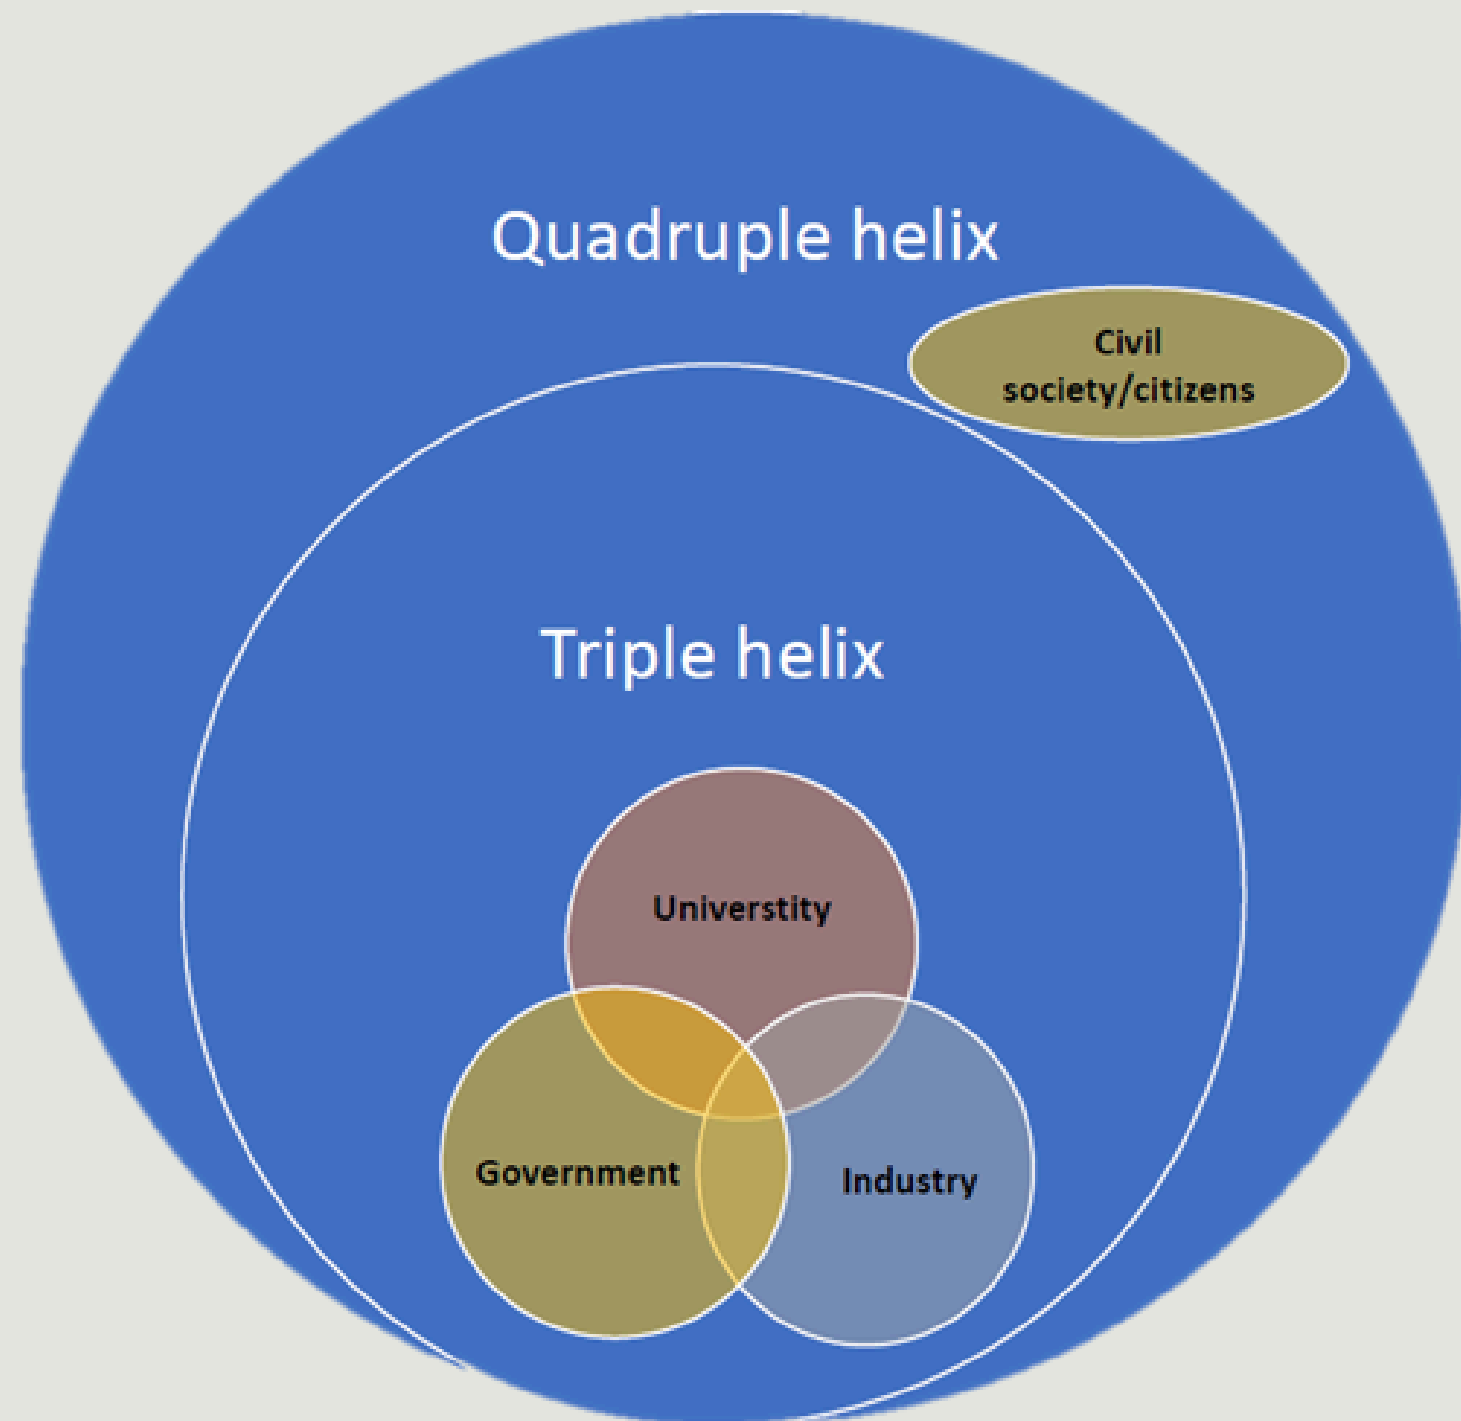 Quadruple helix
Civil
society/citizens
Triple helix
Universtity
Government
Industry